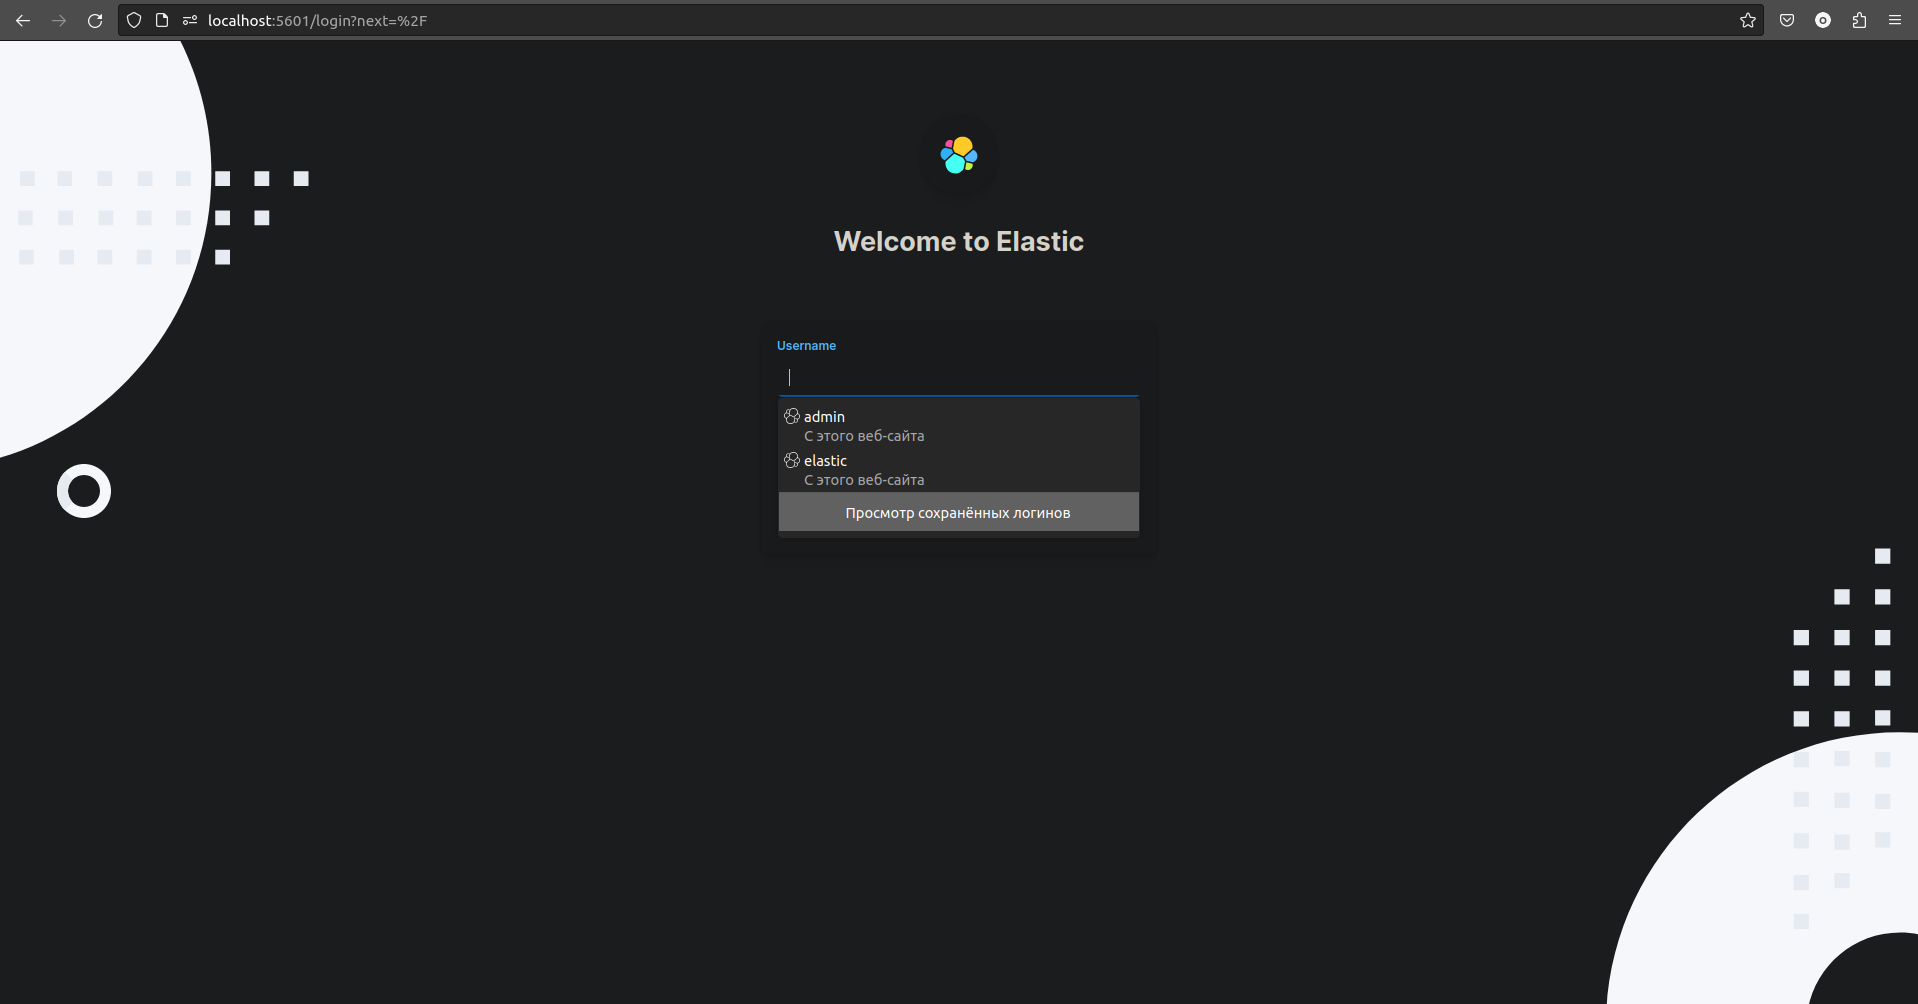 localhost:5601/login?next=%2F
Welcome to Elastic
Username
admin
С этого веб-сайта
elastic
С этого веб-сайта
Просмотр сохранённых логинов